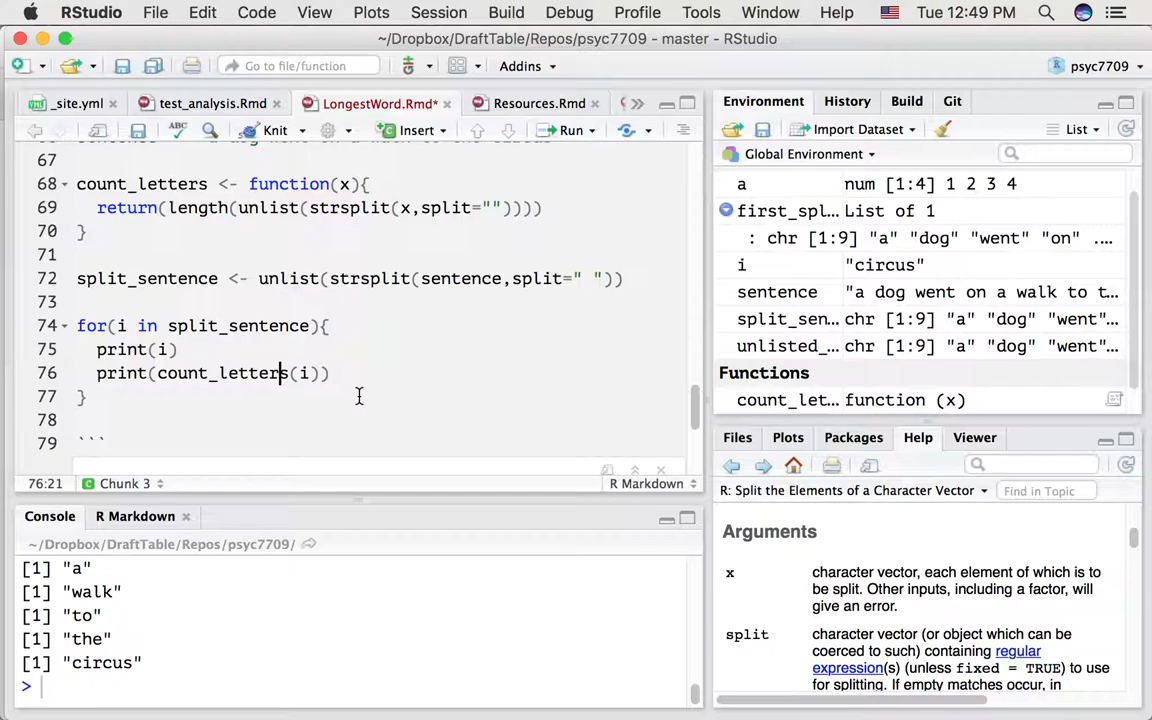 RStudio File Edit Code View Plots Session Build Debug Profile Tools Window Help Tue 12:49 PM
~/Dropbox/DraftTable/Repos/psyc7709 - master - RStudio
Go to file/function Addins psyc7709
_site.yml test_analysis.Rmd LongestWord.Rmd* Resources.Rmd
Knit Insert Run
67
68 count_letters <- function(x){
69 return(length(unlist(strsplit(x,split=""))))
70 }
71
72 split_sentence <- unlist(strsplit(sentence,split=" "))
73
74 for(i in split_sentence){
75 print(i)
76 print(count_letters(i))
77 }
78
79 ```
76:21 Chunk 3 R Markdown
Console R Markdown
~/Dropbox/DraftTable/Repos/psyc7709/
[1] "a"
[1] "walk"
[1] "to"
[1] "the"
[1] "circus"
>
Environment History Build Git
Import Dataset List
Global Environment
a num [1:4] 1 2 3 4
first_spl... List of 1
: chr [1:9] "a" "dog" "went" "on" ...
i "circus"
sentence "a dog went on a walk to t...
split_sen... chr [1:9] "a" "dog" "went"...
unlisted_... chr [1:9] "a" "dog" "went"...
Functions
count_let... function (x)
Files Plots Packages Help Viewer
R: Split the Elements of a Character Vector Find in Topic
Arguments
x character vector, each element of which is to
be split. Other inputs, including a factor, will
give an error.
split character vector (or object which can be
coerced to such) containing regular
expression(s) (unless fixed = TRUE) to use
for splitting. If empty matches occur, in